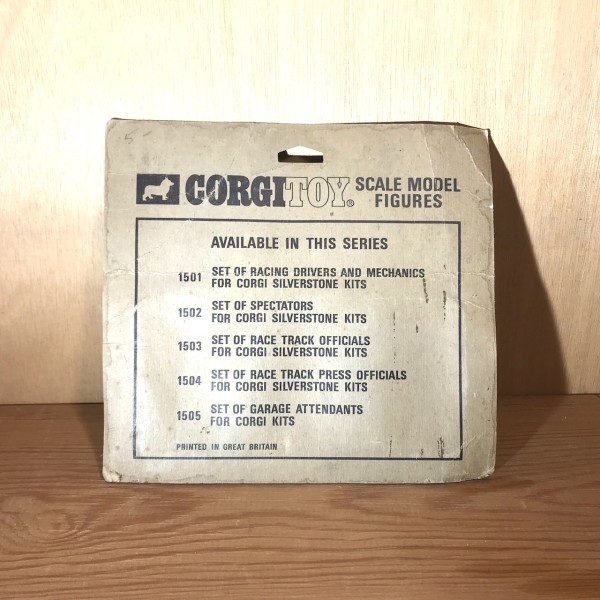 5
CORGI TOY® SCALE MODEL FIGURES
AVAILABLE IN THIS SERIES
1501 SET OF RACING DRIVERS AND MECHANICS
FOR CORGI SILVERSTONE KITS
1502 SET OF SPECTATORS
FOR CORGI SILVERSTONE KITS
1503 SET OF RACE TRACK OFFICIALS
FOR CORGI SILVERSTONE KITS
1504 SET OF RACE TRACK PRESS OFFICIALS
FOR CORGI SILVERSTONE KITS
1505 SET OF GARAGE ATTENDANTS
FOR CORGI KITS
PRINTED IN GREAT BRITAIN